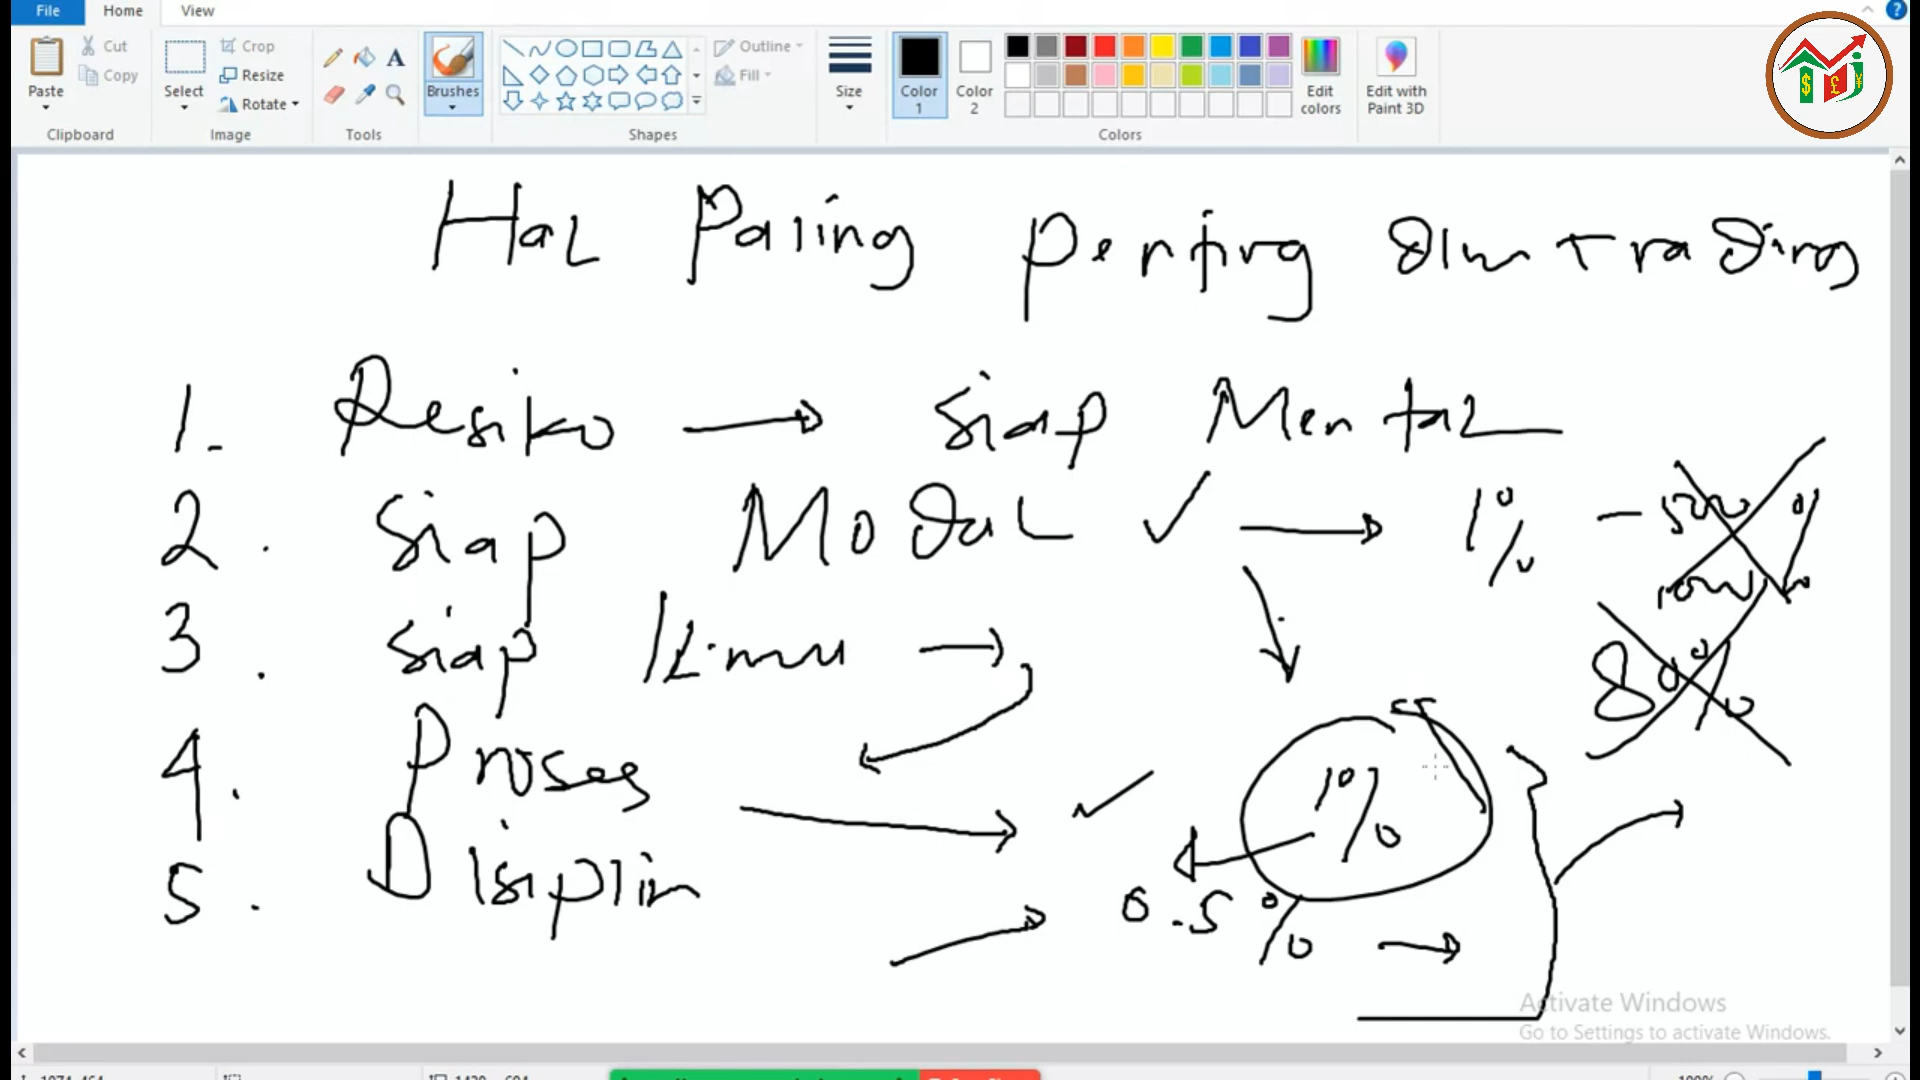 File Home View
Cut
Copy
Paste
Clipboard
Select
Crop
Resize
Rotate
Image
Tools
Brushes
Outline
Fill
Shapes
Size
Color 1
Color 2
Edit colors
Colors
Edit with Paint 3D
Hal Paling Penting dlm trading
1. Resiko → Siap Mental
2. Siap Modal ✓ → 1% - 500 %
3. Siap Ilmu →
80%
4. Proses → ✓ 1%
5. Disiplin
→ 0.5% →
Activate Windows
Go to Settings to activate Windows.